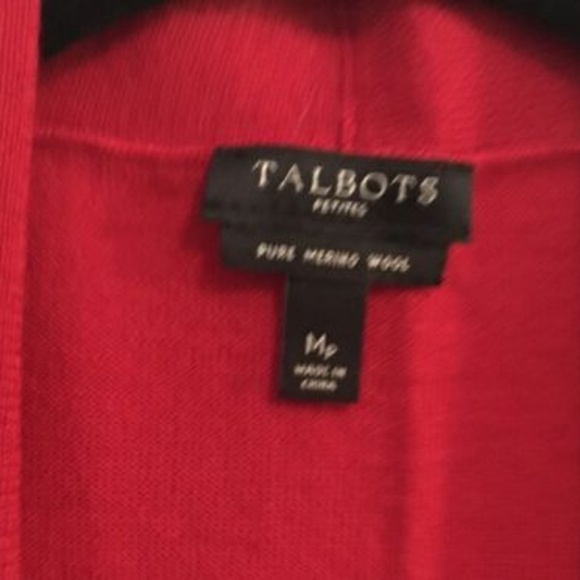 TALBOTS
PETITES
PURE MERINO WOOL
MP
MADE IN
CHINA